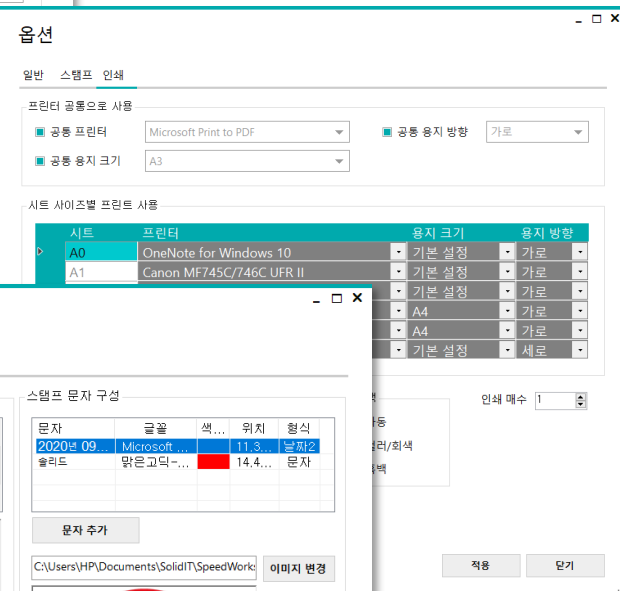 옵션
일반 스탬프 인쇄
프린터 공통으로 사용
공통 프린터 Microsoft Print to PDF 공통 용지 방향 가로
공통 용지 크기 A3
시트 사이즈별 프린트 사용
시트 프린터 용지 크기 용지 방향
A0 OneNote for Windows 10 기본 설정 가로
A1 Canon MF745C/746C UFR II 기본 설정 가로
기본 설정 가로
A4 가로
A4 가로
기본 설정 세로
인쇄 매수 1
스탬프 문자 구성
문자 글꼴 색... 위치 형식
2020년 09... Microsoft ... 11,3... 날짜2
솔리드 맑은고딕-... 14,4... 문자
문자 추가
C:\Users\HP\Documents\SolidIT\SpeedWork: 이미지 변경
적용 닫기